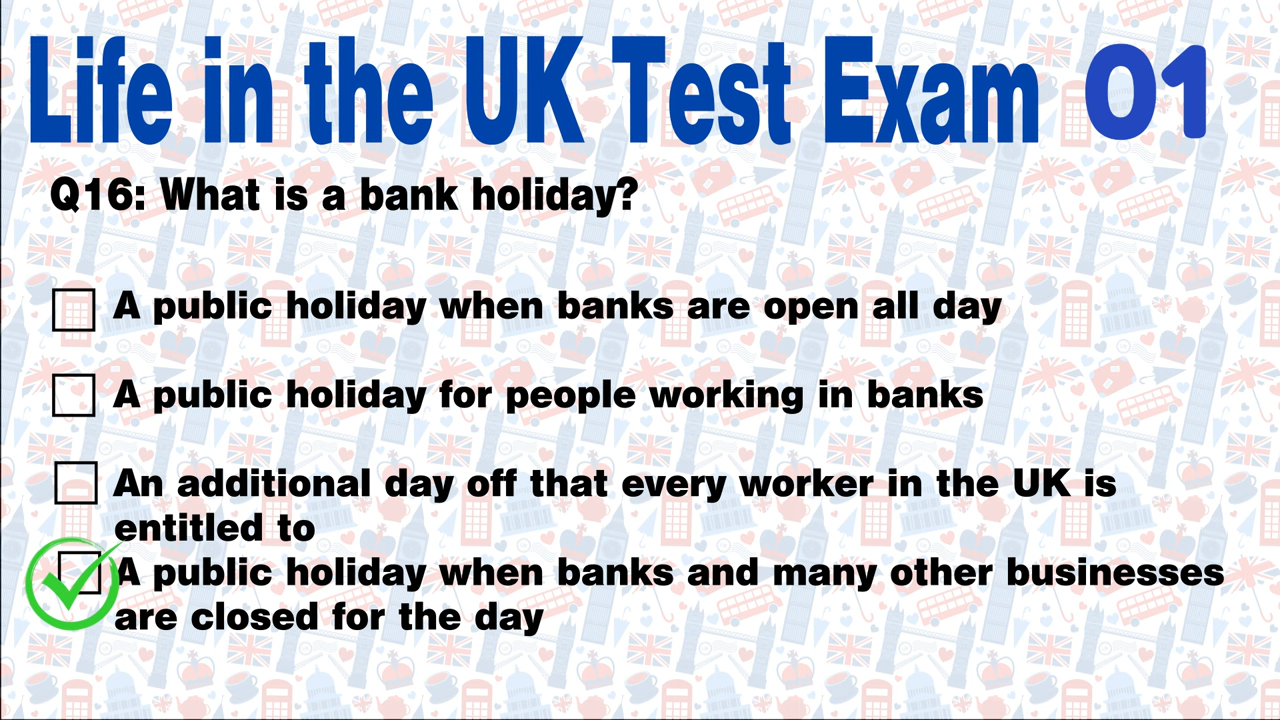 Life in the UK Test Exam 01
Q16: What is a bank holiday?
A public holiday when banks are open all day
A public holiday for people working in banks
An additional day off that every worker in the UK is
entitled to
A public holiday when banks and many other businesses
are closed for the day